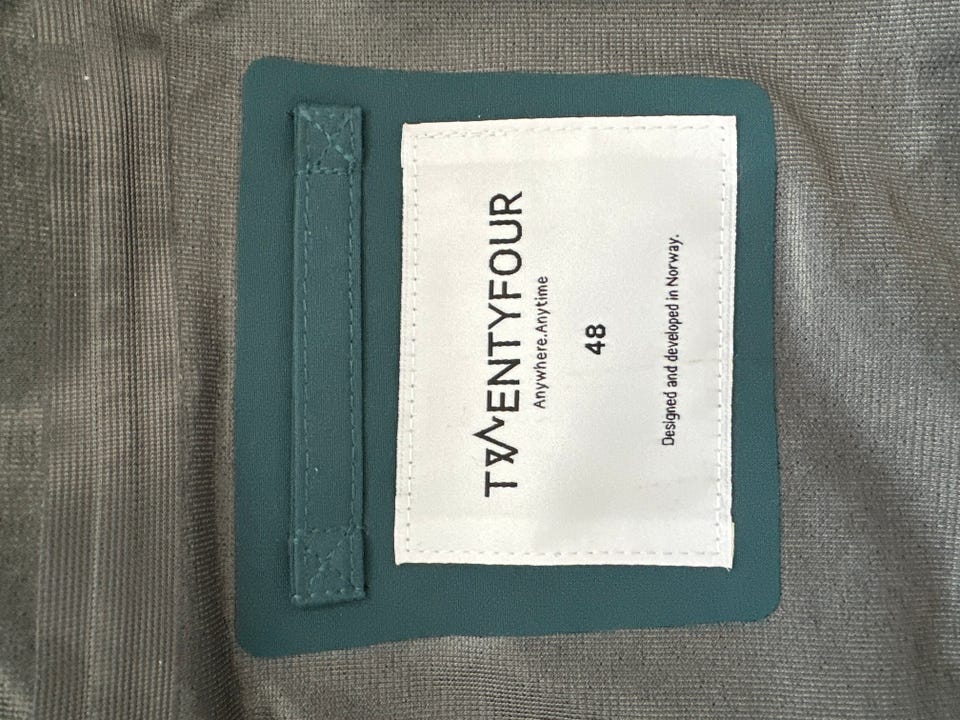 TWENTYFOUR
Anywhere.Anytime
48
Designed and developed in Norway.